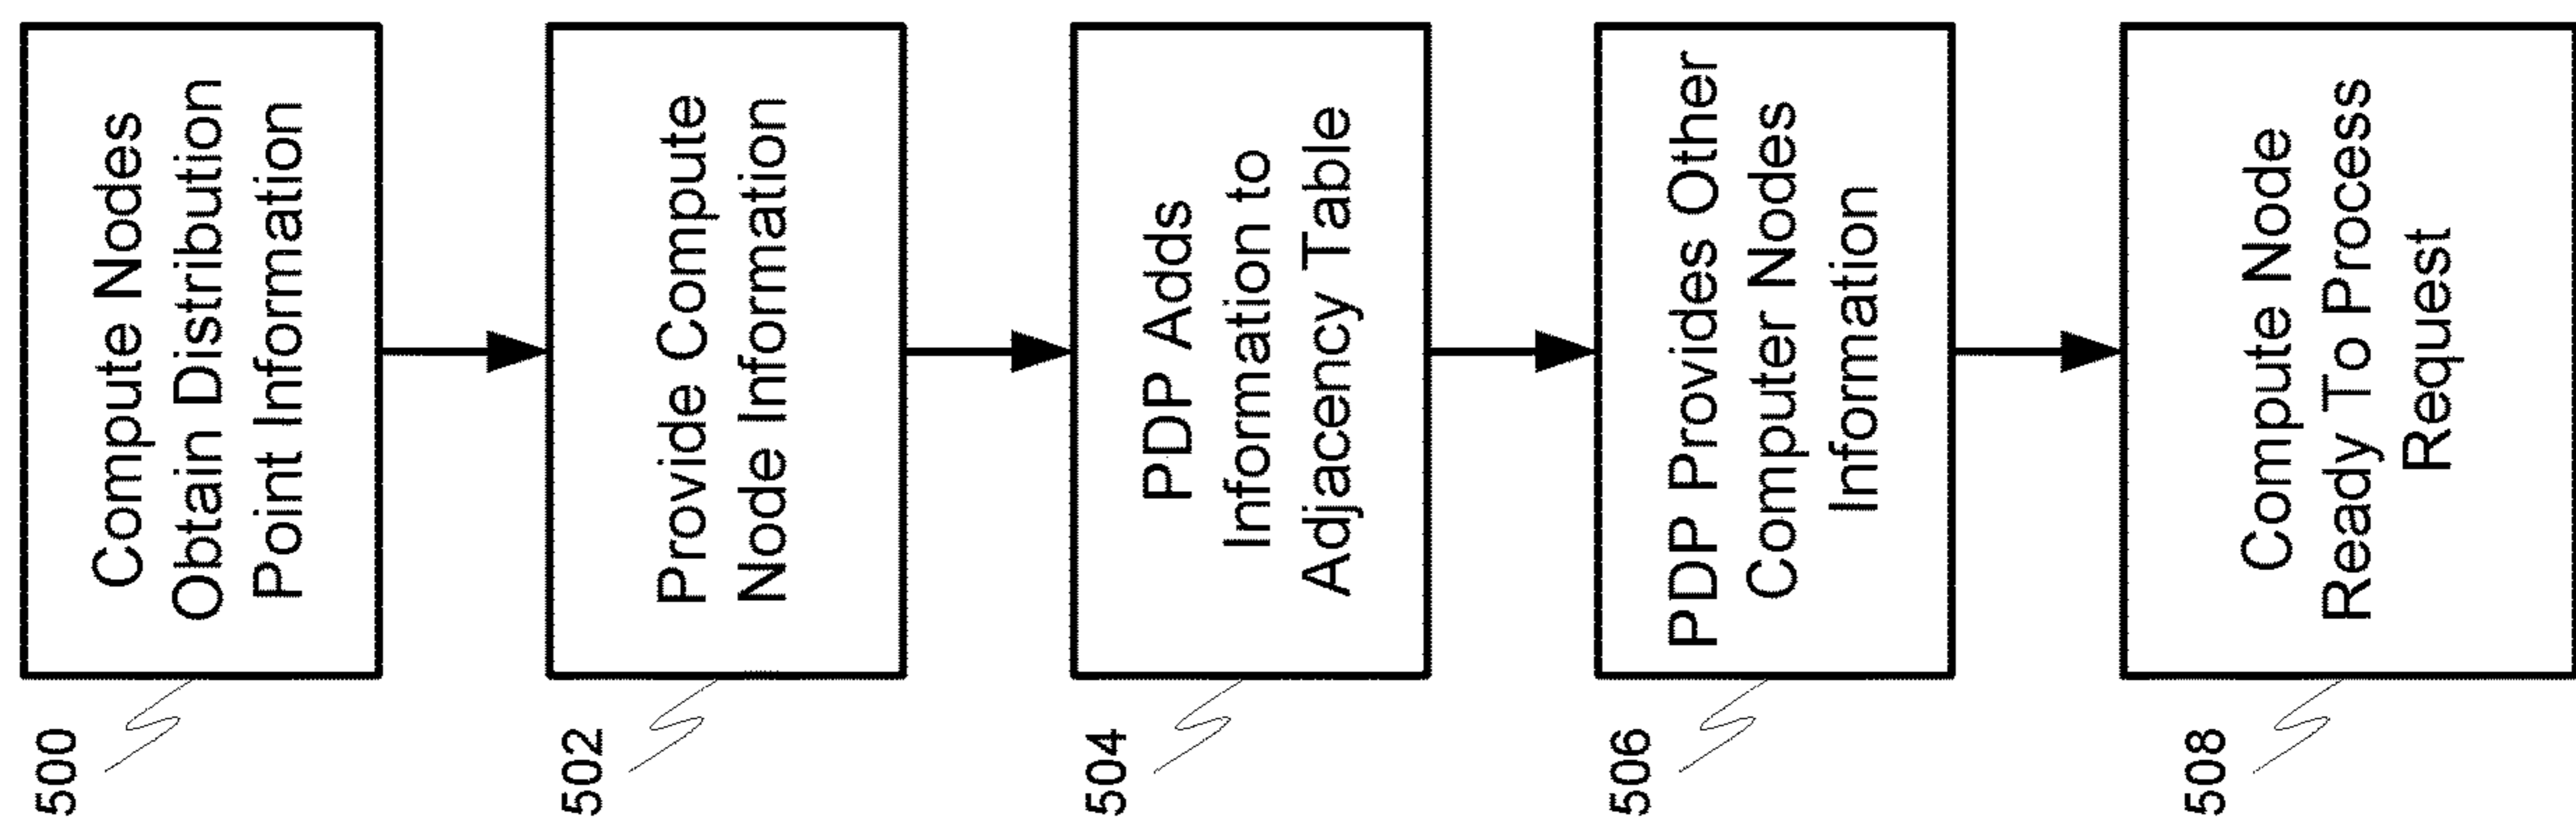 500
Compute Nodes
Obtain Distribution
Point Information
502
Provide Compute
Node Information
504
PDP Adds
Information to
Adjacency Table
506
PDP Provides Other
Computer Nodes
Information
508
Compute Node
Ready To Process
Request